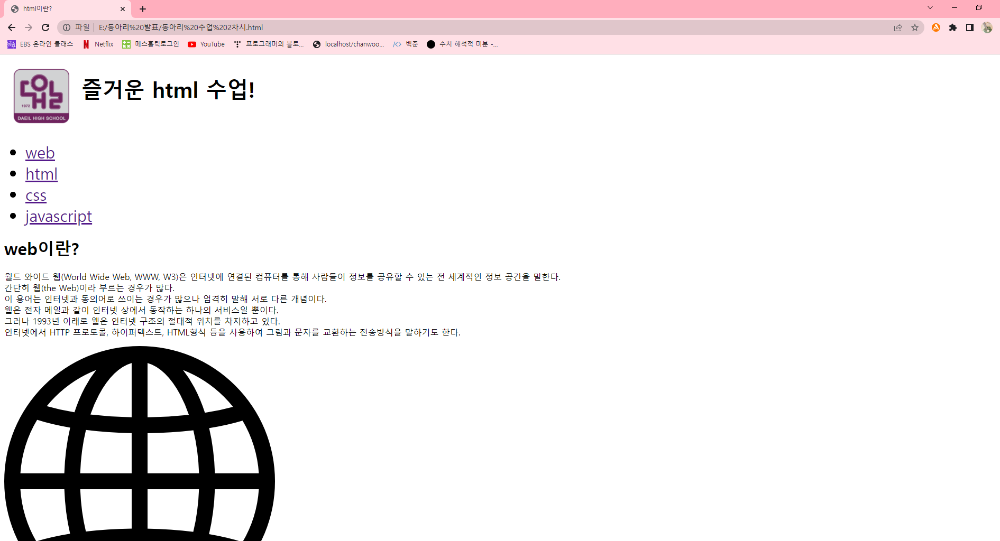 html이란?
파일
E:/동아리%20발표/동아리%20수업%202차시.html
EBS 온라인 클래스
Netflix
메스홀릭로그인
YouTube
프로그래머의 블로...
localhost/chanwoo...
백준
수치 해석적 미분 -...
1972
DAEIL HIGH SCHOOL
즐거운 html 수업!
web
html
css
javascript
web이란?
월드 와이드 웹(World Wide Web, WWW, W3)은 인터넷에 연결된 컴퓨터를 통해 사람들이 정보를 공유할 수 있는 전 세계적인 정보 공간을 말한다.
간단히 웹(the Web)이라 부르는 경우가 많다.
이 용어는 인터넷과 동의어로 쓰이는 경우가 많으나 엄격히 말해 서로 다른 개념이다.
웹은 전자 메일과 같이 인터넷 상에서 동작하는 하나의 서비스일 뿐이다.
그러나 1993년 이래로 웹은 인터넷 구조의 절대적 위치를 차지하고 있다.
인터넷에서 HTTP 프로토콜, 하이퍼텍스트, HTML형식 등을 사용하여 그림과 문자를 교환하는 전송방식을 말하기도 한다.